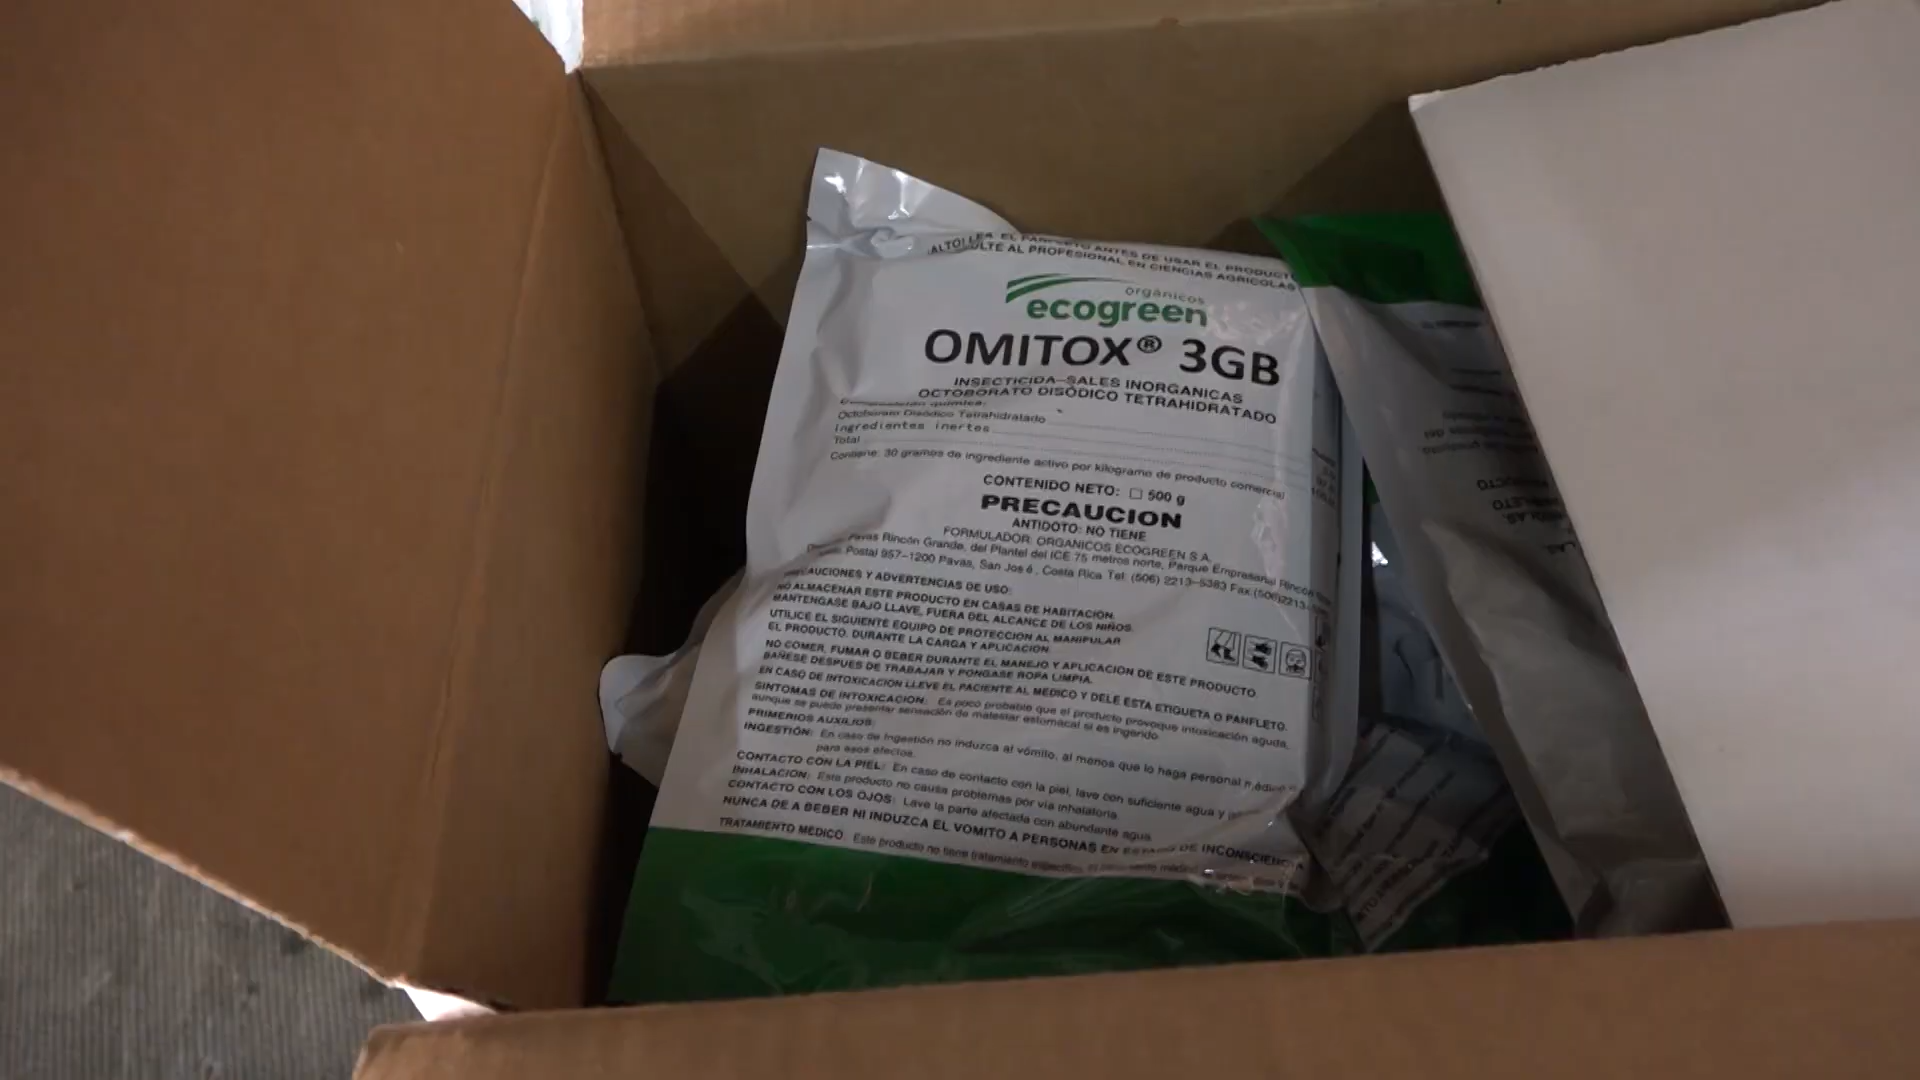 ALTO! LEA EL PANFLETO ANTES DE USAR EL PRODUCTO
AL PROFESIONAL EN CIENCIAS AGRICOLAS
orgánicos
ecogreen
OMITOX® 3GB
INSECTICIDA-SALES INORGANICAS
OCTOBORATO DISÓDICO TETRAHIDRATADO
Composición química:
Octoborato Disódico Tetrahidratado
Ingredientes inertes
Total
Contiene: 30 gramos de ingrediente activo por kilogramo de producto comercial
CONTENIDO NETO: □ 500 g
PRECAUCION
ANTIDOTO: NO TIENE
FORMULADOR: ORGANICOS ECOGREEN S.A.
Pavas Rincón Grande, del Plantel del ICE 75 metros norte, Parque Empresarial Rincon
Postal 957-1200 Pavas, San José, Costa Rica Tel: (506) 2213-5383 Fax:(506)2213-
PRECAUCIONES Y ADVERTENCIAS DE USO:
NO ALMACENAR ESTE PRODUCTO EN CASAS DE HABITACION.
MANTENGASE BAJO LLAVE, FUERA DEL ALCANCE DE LOS NIÑOS.
UTILICE EL SIGUIENTE EQUIPO DE PROTECCION AL MANIPULAR
EL PRODUCTO, DURANTE LA CARGA Y APLICACION.
NO COMER, FUMAR O BEBER DURANTE EL MANEJO Y APLICACION DE ESTE PRODUCTO.
BAÑESE DESPUES DE TRABAJAR Y PONGASE ROPA LIMPIA.
EN CASO DE INTOXICACION LLEVE EL PACIENTE AL MEDICO Y DELE ESTA ETIQUETA O PANFLETO.
SINTOMAS DE INTOXICACION: Es poco probable que el producto provoque intoxicación aguda,
aunque se puede presentar sensación de malestar estomacal si es ingerido.
PRIMERIOS AUXILIOS:
INGESTIÓN: En caso de ingestión no induzca al vómito, al menos que lo haga personal médico
para esos efectos.
CONTACTO CON LA PIEL: En caso de contacto con la piel, lave con suficiente agua y
INHALACION: Este producto no causa problemas por vía inhalatoria.
CONTACTO CON LOS OJOS: Lave la parte afectada con abundante agua.
NUNCA DE A BEBER NI INDUZCA EL VOMITO A PERSONAS EN ESTADO DE INCONSCIENCIA
TRATAMIENTO MEDICO: Este producto no tiene tratamiento específico,